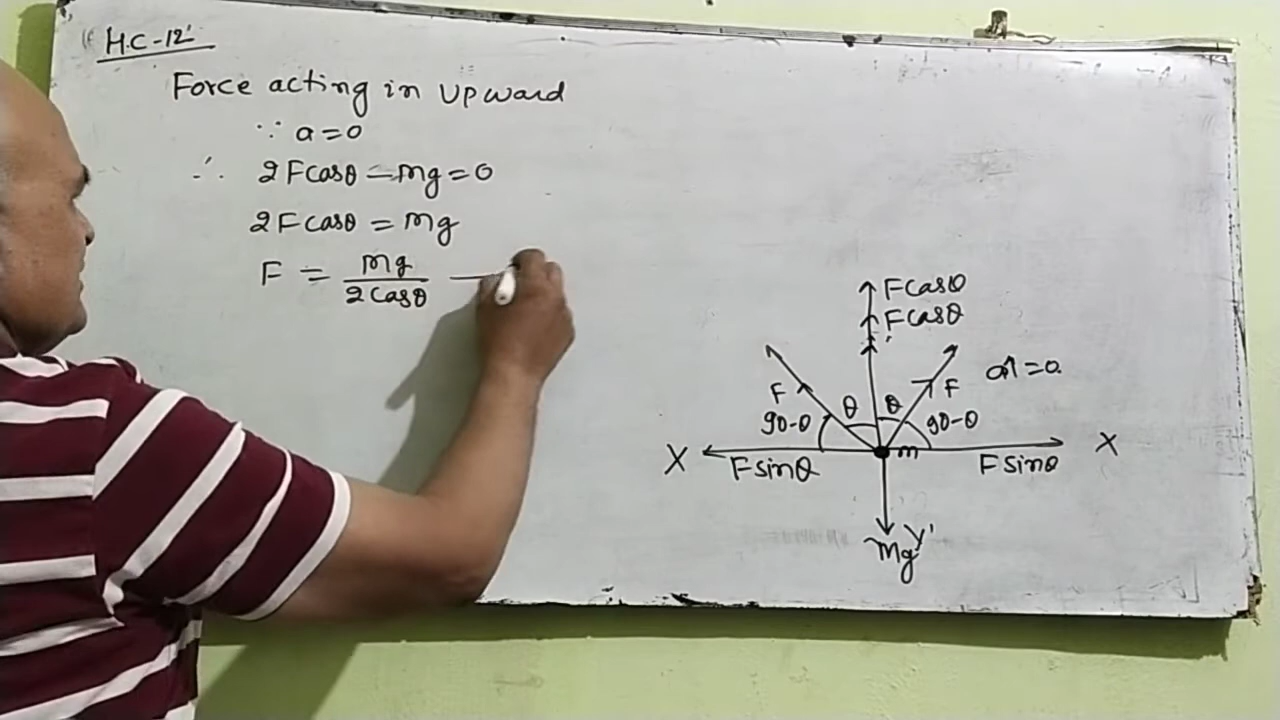 H.C-12'
Force acting in upward
∵ a=0
∴ 2Fcosθ - mg = 0
2Fcosθ = mg
F = mg / 2cosθ
Fcosθ
Fcosθ
F
θ
θ
F
a↑=0
90-θ
90-θ
X
Fsinθ
m
Fsinθ
X
Mg
Y'